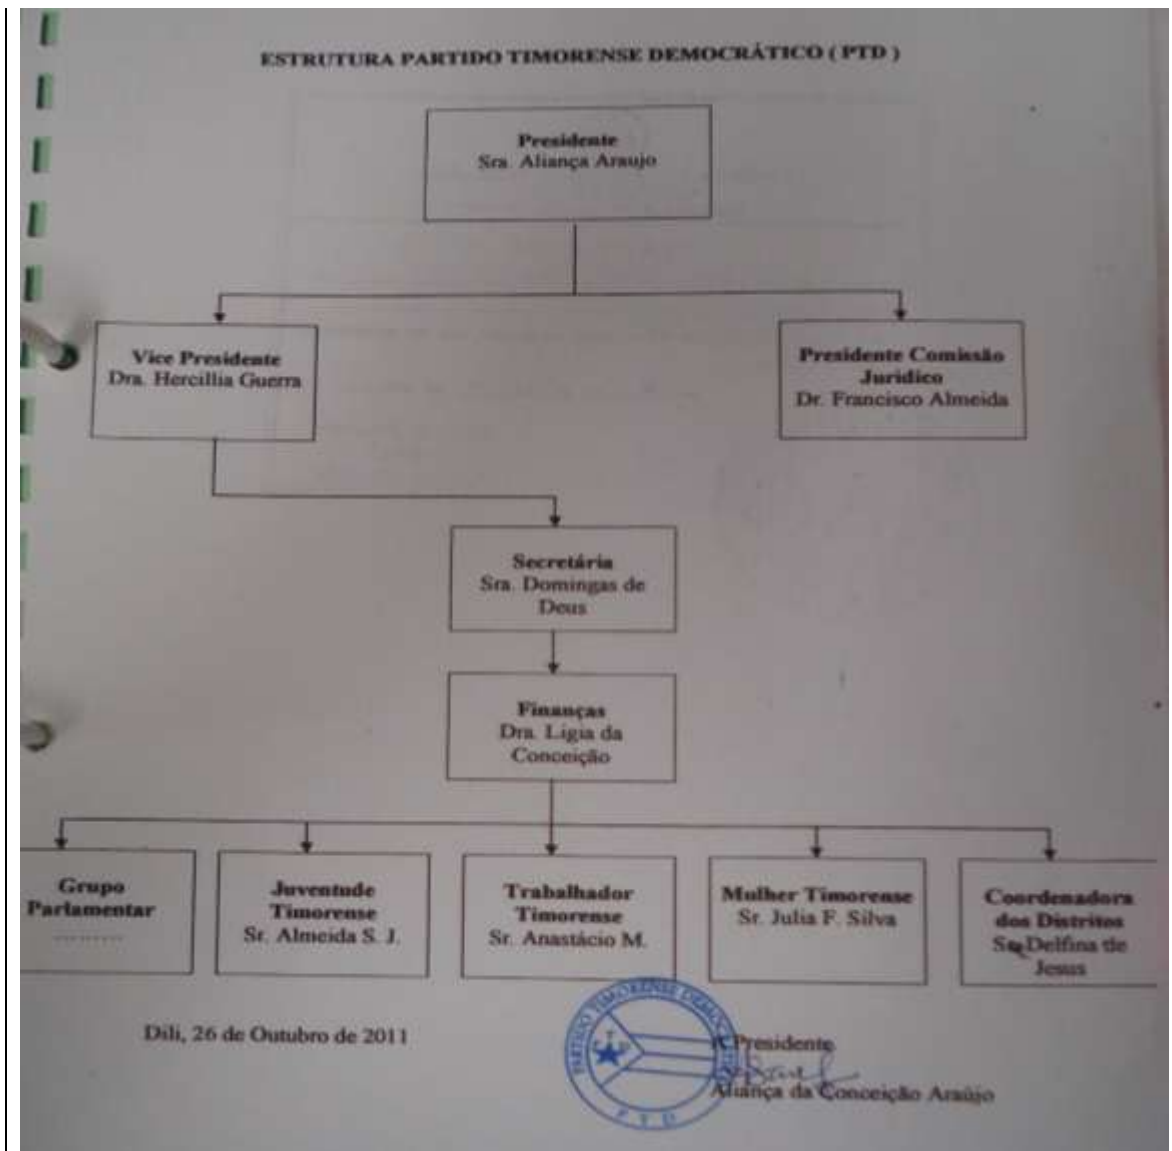 ESTRUTURA PARTIDO TIMORENSE DEMOCRÁTICO ( PTD )
Presidente
Sra. Aliança Araujo
Vice Presidente
Dra. Hercillia Guerra
Presidente Comissão
Jurídico
Dr. Francisco Almeida
Secretária
Sra. Domingas de
Deus
Finanças
Dra. Ligia da
Conceição
Grupo
Parlamentar
.........
Juventude
Timorense
Sr. Almeida S. J.
Trabalhador
Timorense
Sr. Anastácio M.
Mulher Timorense
Sr. Julia F. Silva
Coordenadora
dos Distritos
Delfina de
Jesus
Dili, 26 de Outubro de 2011
PARTIDO TIMORENSE
P T D
Presidente
Aliança da Conceição Araújo